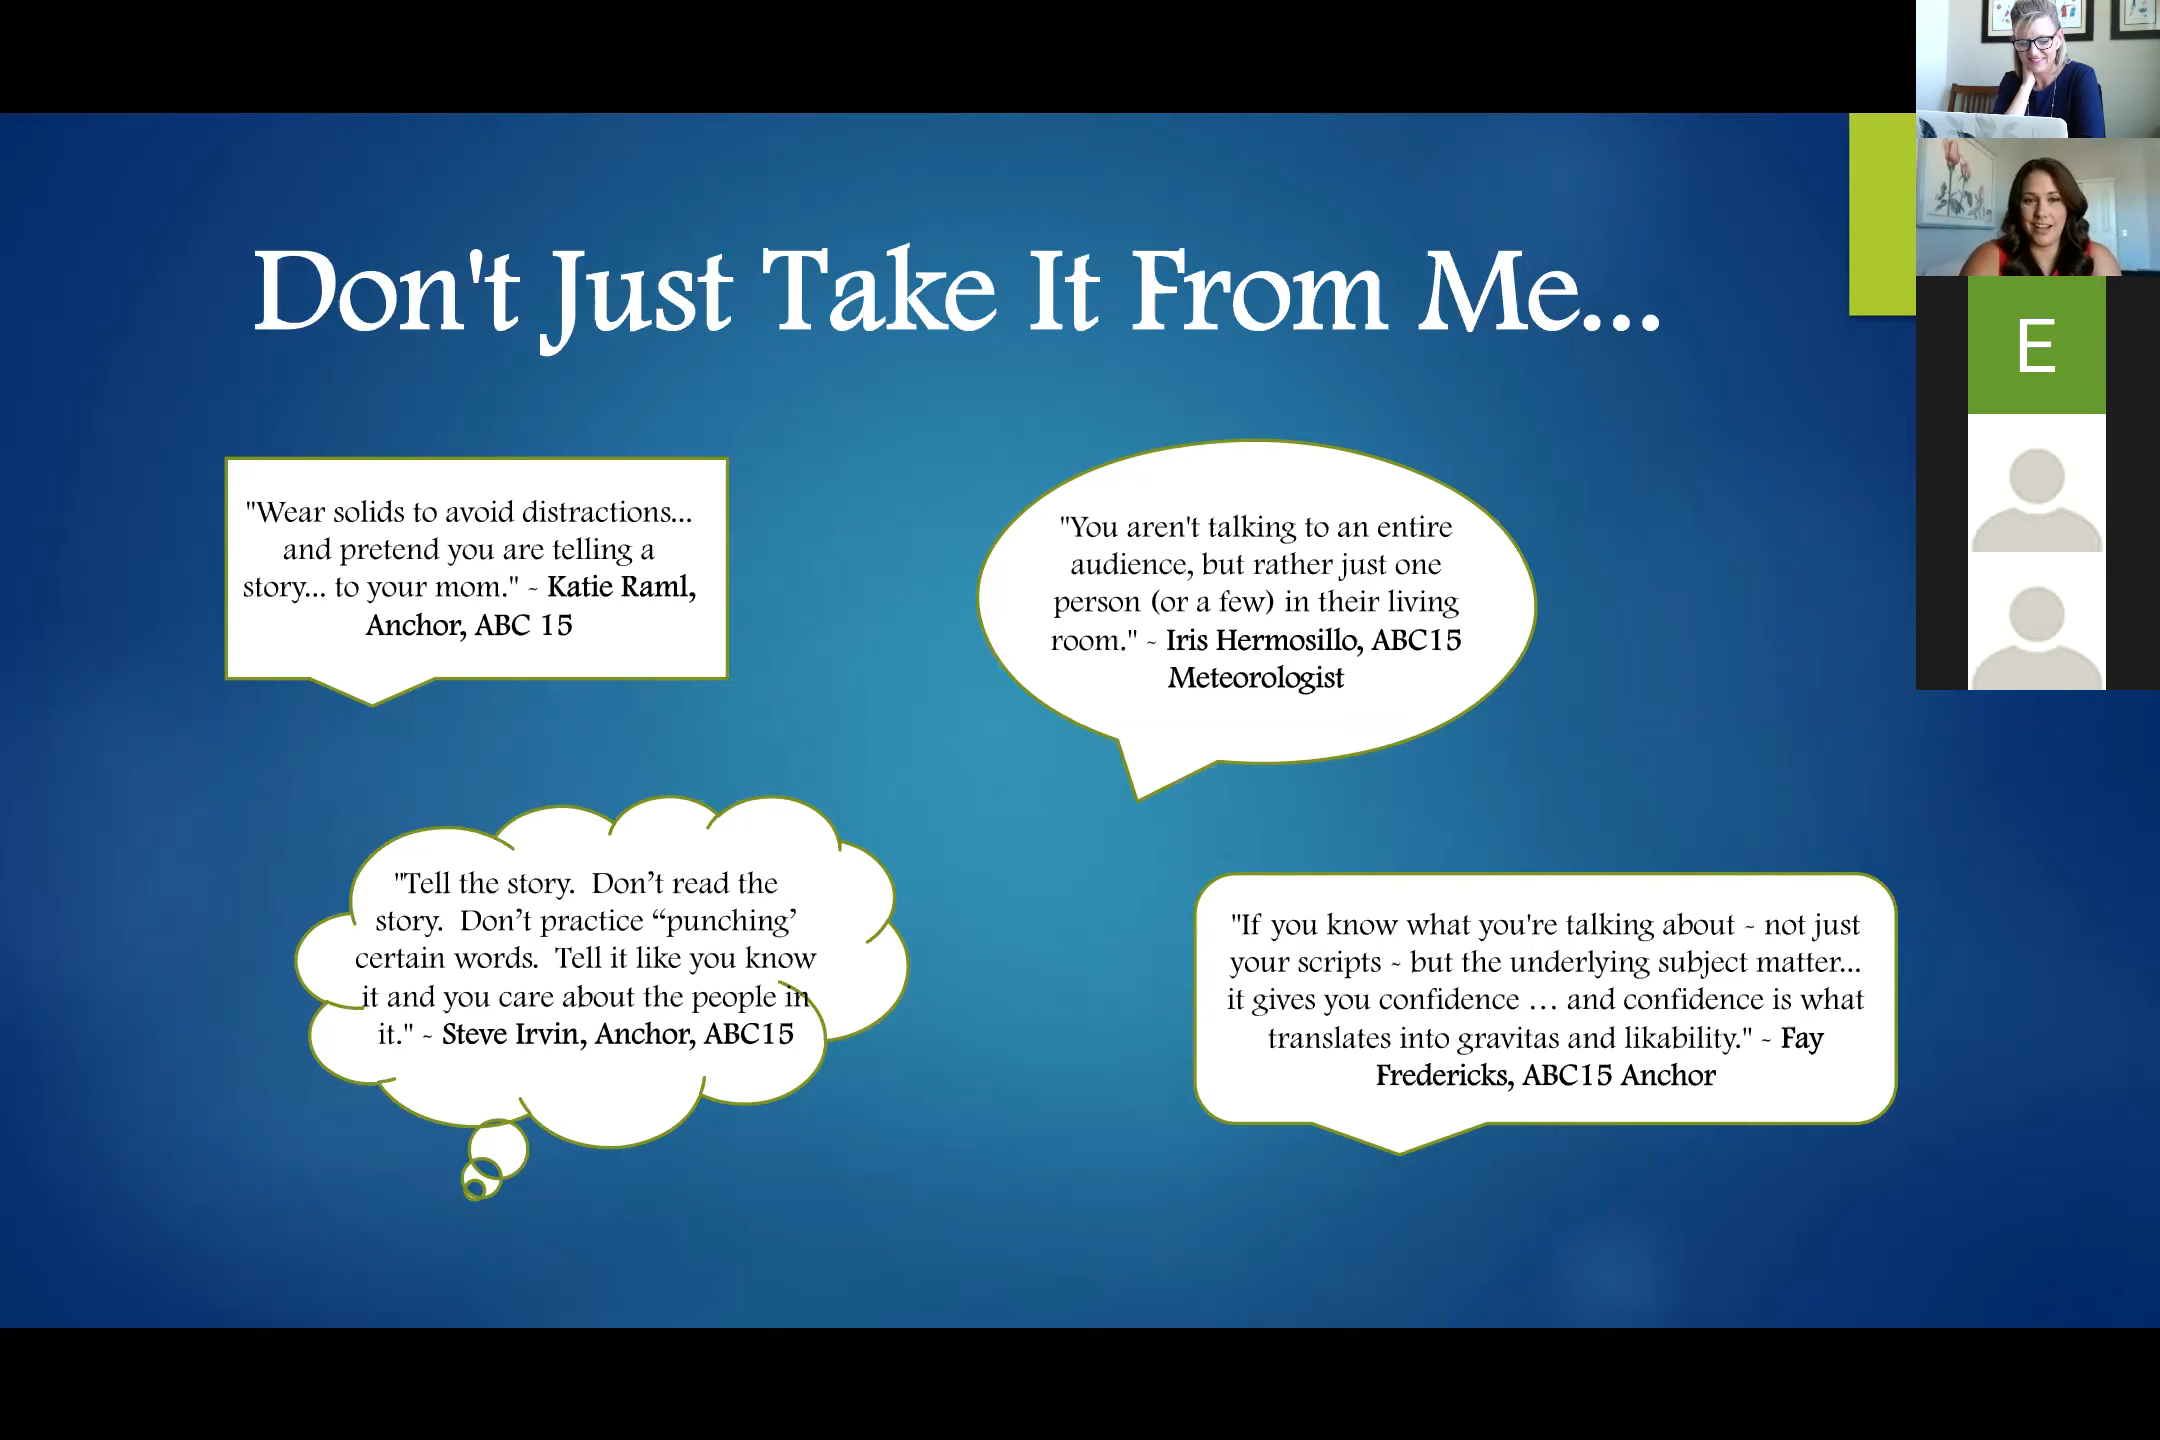 Don't Just Take It From Me...
"Wear solids to avoid distractions...
and pretend you are telling a
story... to your mom." ~ Katie Raml,
Anchor, ABC 15
"You aren't talking to an entire
audience, but rather just one
person (or a few) in their living
room." ~ Iris Hermosillo, ABC15
Meteorologist
"Tell the story.  Don’t read the
story.  Don’t practice “punching’
certain words.  Tell it like you know
it and you care about the people in
it." ~ Steve Irvin, Anchor, ABC15
"If you know what you're talking about ~ not just
your scripts ~ but the underlying subject matter...
it gives you confidence … and confidence is what
translates into gravitas and likability." ~ Fay
Fredericks, ABC15 Anchor
E